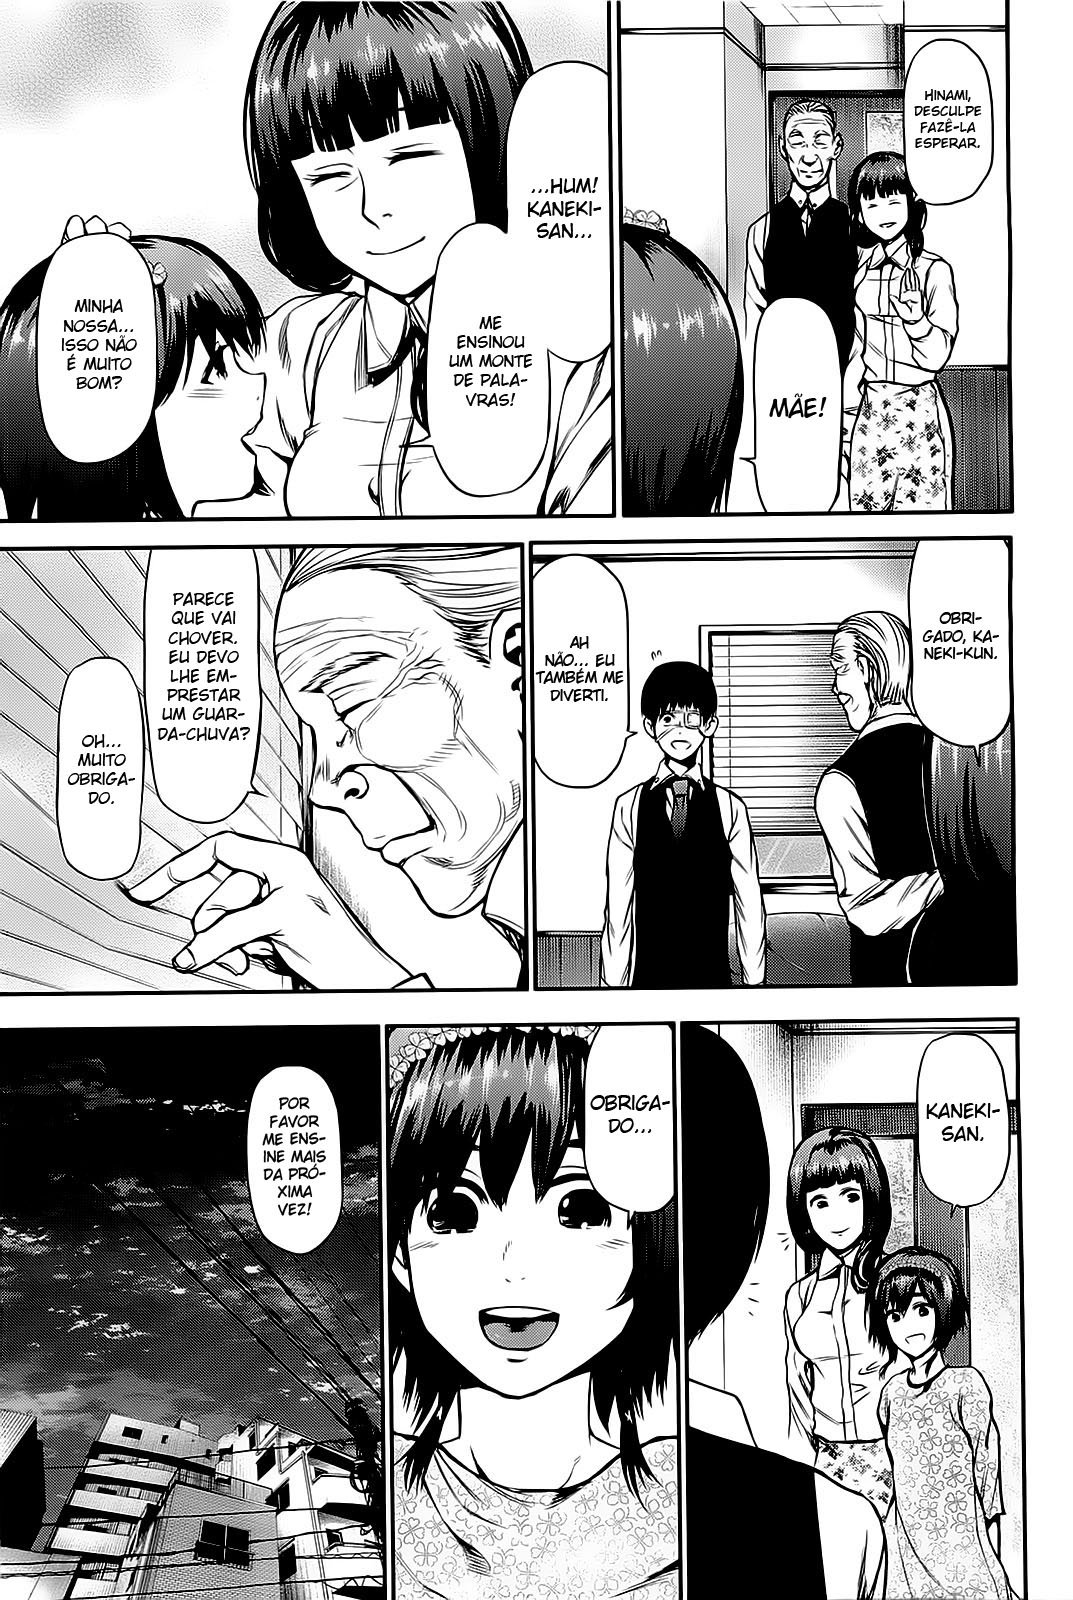 HINAMI,
DESCULPE
FAZÊ-LA
ESPERAR.
MÃE!
...HUM!
KANEKI-
SAN...
ME
ENSINOU
UM MONTE
DE PALA-
VRAS!
MINHA
NOSSA...
ISSO NÃO
É MUITO
BOM?
OBRI-
GADO, KA-
NEKI-KUN.
AH
NÃO... EU
TAMBÉM ME
DIVERTI.
PARECE
QUE VAI
CHOVER.
EU DEVO
LHE EM-
PRESTAR
UM GUAR-
DA-CHUVA?
OH...
MUITO
OBRIGA-
DO.
KANEKI-
SAN.
OBRIGA-
DO...
POR
FAVOR
ME ENS-
INE MAIS
DA PRÓ-
XIMA
VEZ!